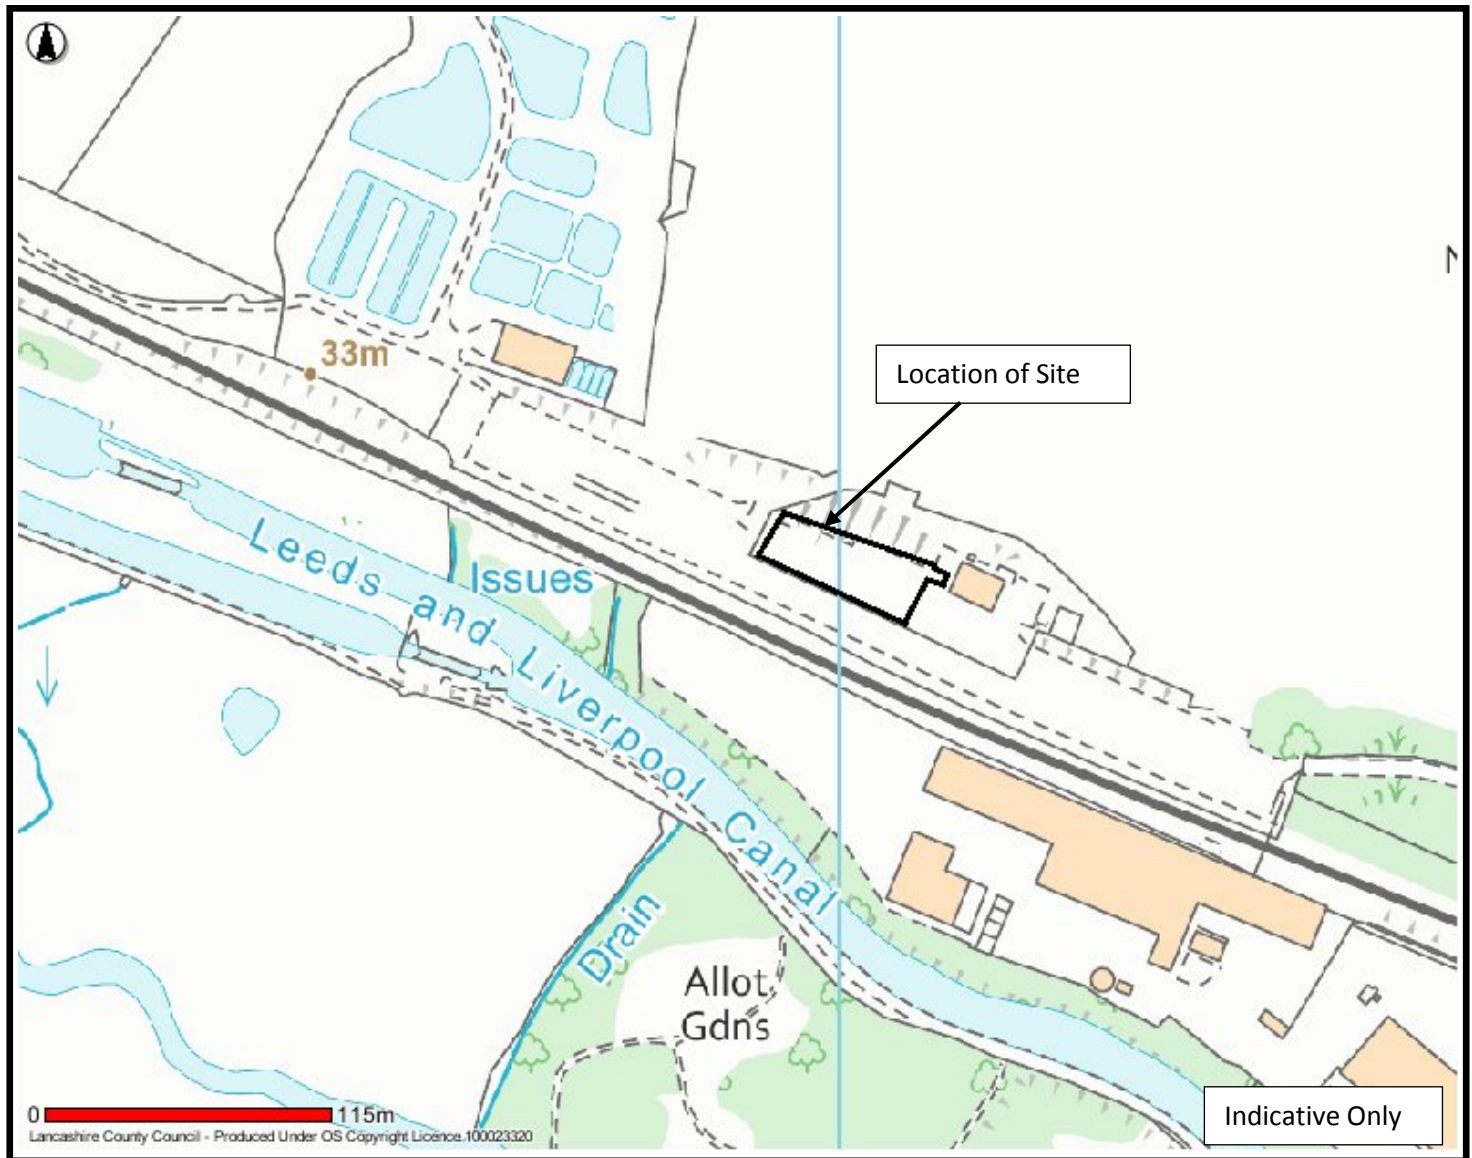 33m
Location of Site
Issues
Leeds and Liverpool Canal
Drain
Allot
Gdns
0
115m
Lancashire County Council - Produced Under OS Copyright Licence 100023320
Indicative Only